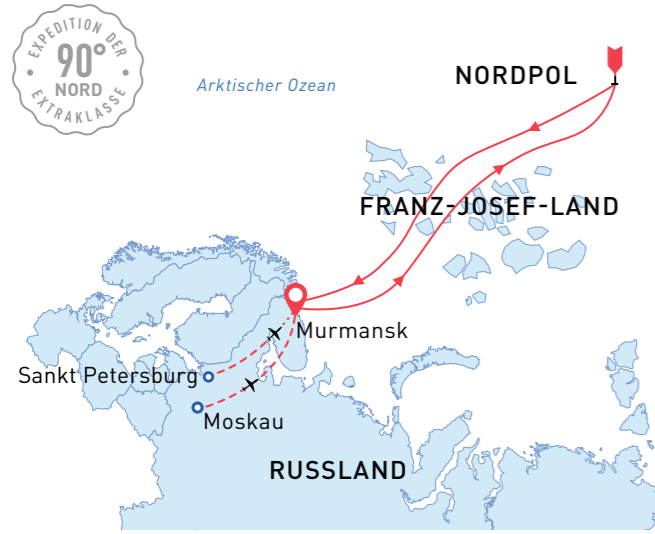 EXPEDITION DER
90°
NORD
EXTRAKLASSE
Arktischer Ozean
NORDPOL
FRANZ-JOSEF-LAND
Murmansk
Sankt Petersburg
Moskau
RUSSLAND